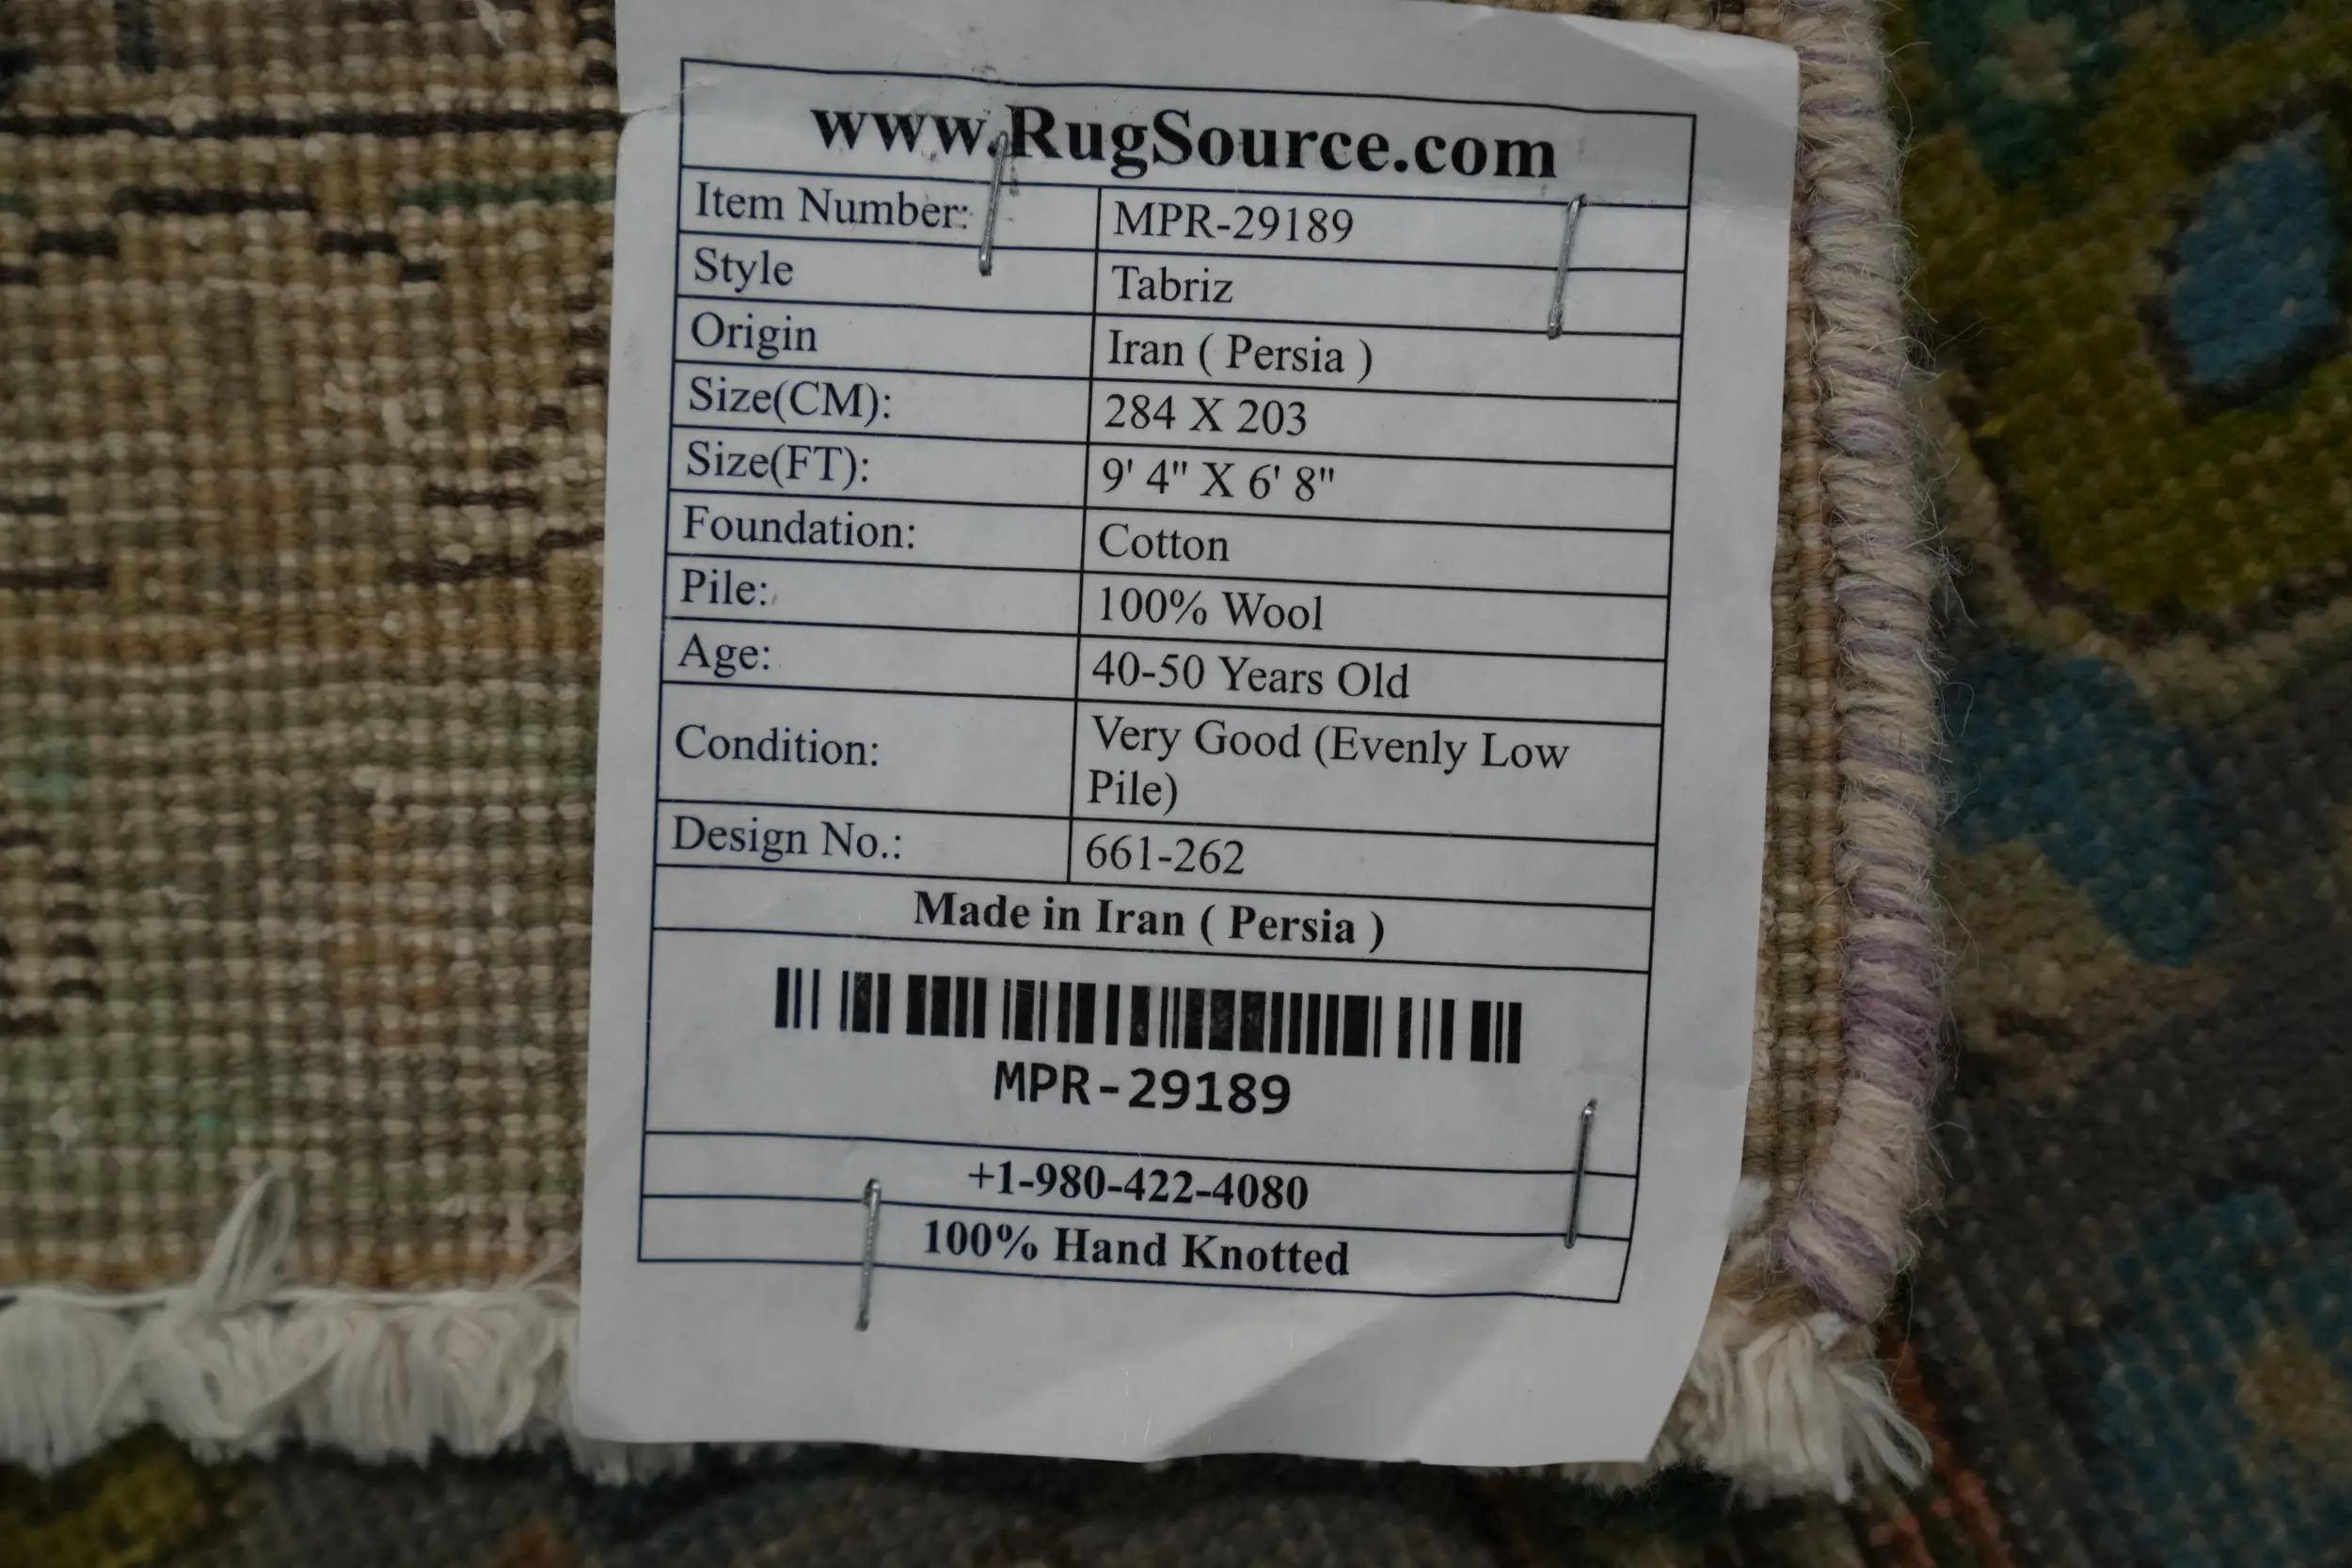 www.RugSource.com
Item Number: MPR-29189
Style Tabriz
Origin Iran ( Persia )
Size(CM): 284 X 203
Size(FT): 9' 4" X 6' 8"
Foundation: Cotton
Pile: 100% Wool
Age: 40-50 Years Old
Condition: Very Good (Evenly Low
Pile)
Design No.: 661-262
Made in Iran ( Persia )
MPR-29189
+1-980-422-4080
100% Hand Knotted